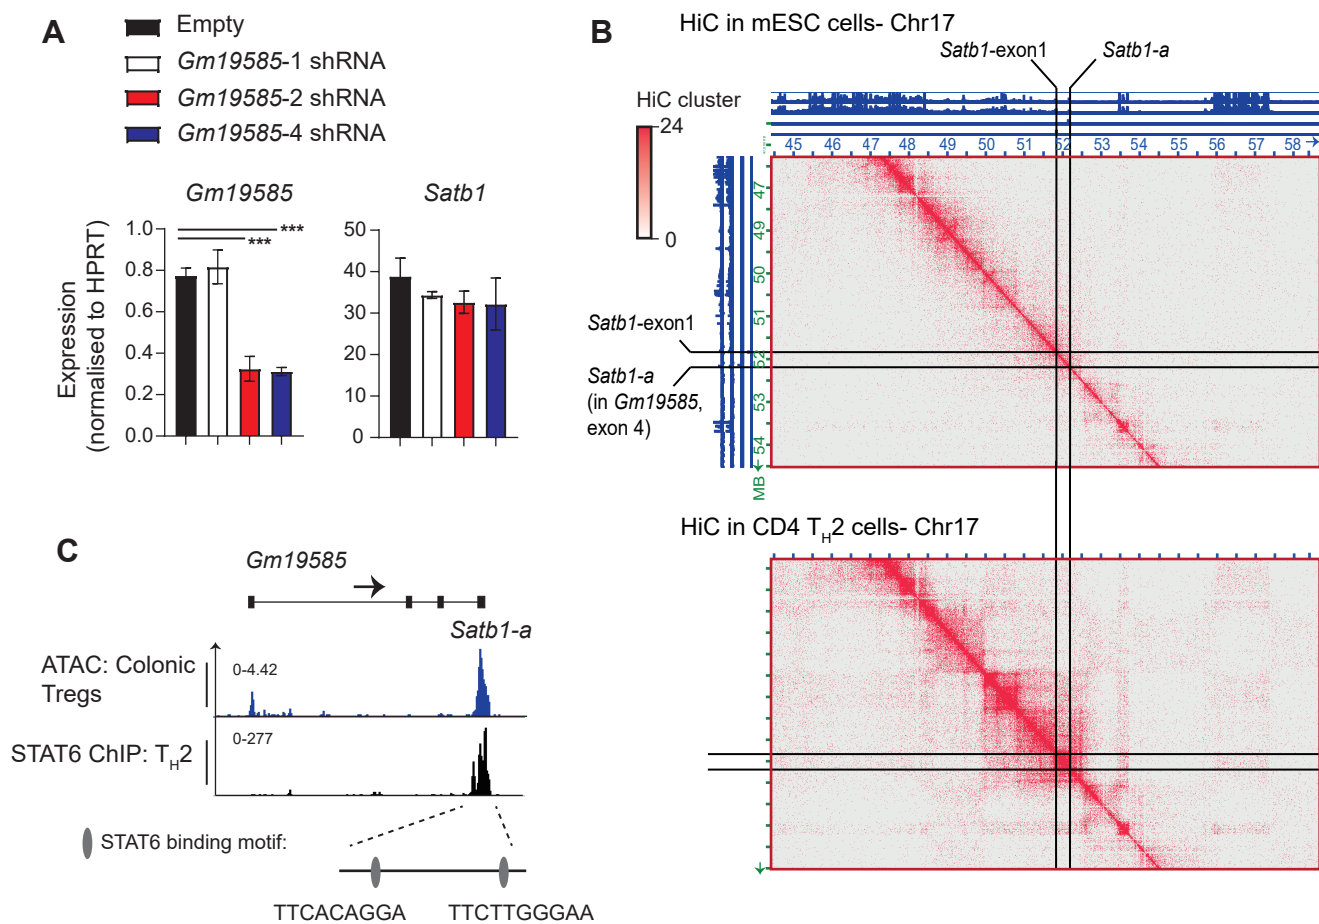 A
Empty
Gm19585-1 shRNA
Gm19585-2 shRNA
Gm19585-4 shRNA
Gm19585
Satb1
Expression
(normalised to HPRT)
1.0
0.8
0.6
0.4
0.2
0.0
***
***
50
40
30
20
10
0
B
HiC in mESC cells- Chr17
Satb1-exon1
Satb1-a
HiC cluster
24
0
45 46 47 48 49 50 51 52 53 54 55 56 57 58
47
49
50
51
52
53
54
MB
Satb1-exon1
Satb1-a
(in Gm19585,
exon 4)
HiC in CD4 TH2 cells- Chr17
C
Gm19585
Satb1-a
ATAC: Colonic
Tregs
0-4.42
STAT6 ChIP: TH2
0-277
STAT6 binding motif:
TTCACAGGA TTCTTGGGAA